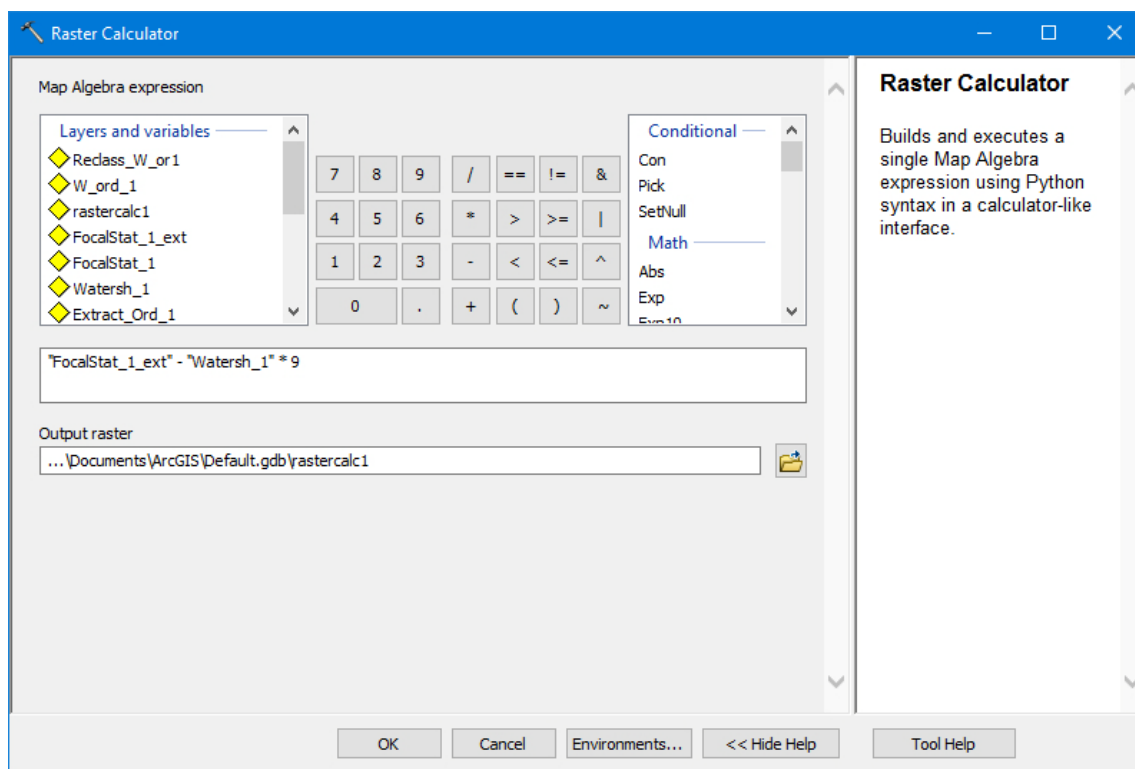 Raster Calculator
Map Algebra expression
Layers and variables
Reclass_W_or1
W_ord_1
rastercalc1
FocalStat_1_ext
FocalStat_1
Watersh_1
Extract_Ord_1
7 8 9 / == != &
4 5 6 * > >= |
1 2 3 - < <= ^
0 . + ( ) ~
Conditional
Con
Pick
SetNull
Math
Abs
Exp
Exp10
"FocalStat_1_ext" - "Watersh_1" * 9
Output raster
...\Documents\ArcGIS\Default.gdb\rastercalc1
OK Cancel Environments... << Hide Help Tool Help
Raster Calculator
Builds and executes a
single Map Algebra
expression using Python
syntax in a calculator-like
interface.